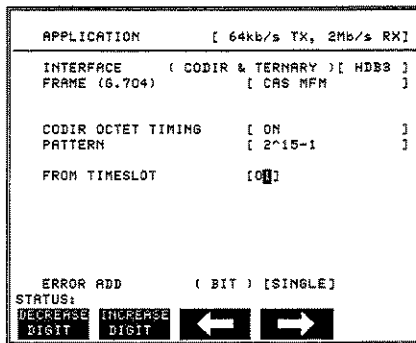 APPLICATION [ 64kb/s TX, 2Mb/s RX]
INTERFACE ( CODIR & TERNARY )[ HDB3 ]
FRAME (G.704) [ CAS MFM ]
CODIR OCTET TIMING [ ON ]
PATTERN [ 2^15-1 ]
FROM TIMESLOT
ERROR ADD ( BIT ) [SINGLE]
STATUS:
DECREASE DIGIT INCREASE DIGIT